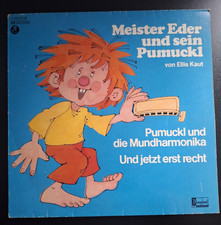 Meister Eder
und sein
Pumuckl
von Ellis Kaut
Pumuckl und
die Mundharmonika
Und jetzt erst recht